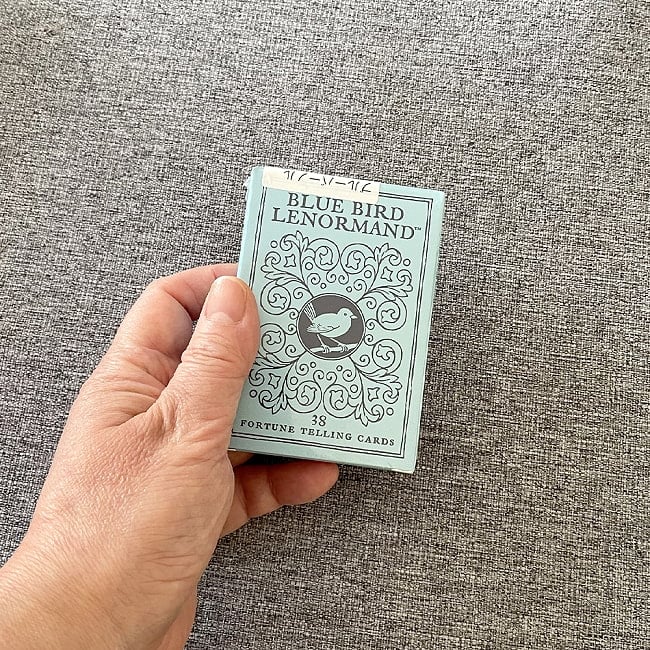 BLUE BIRD
LENORMAND™
38
FORTUNE TELLING CARDS